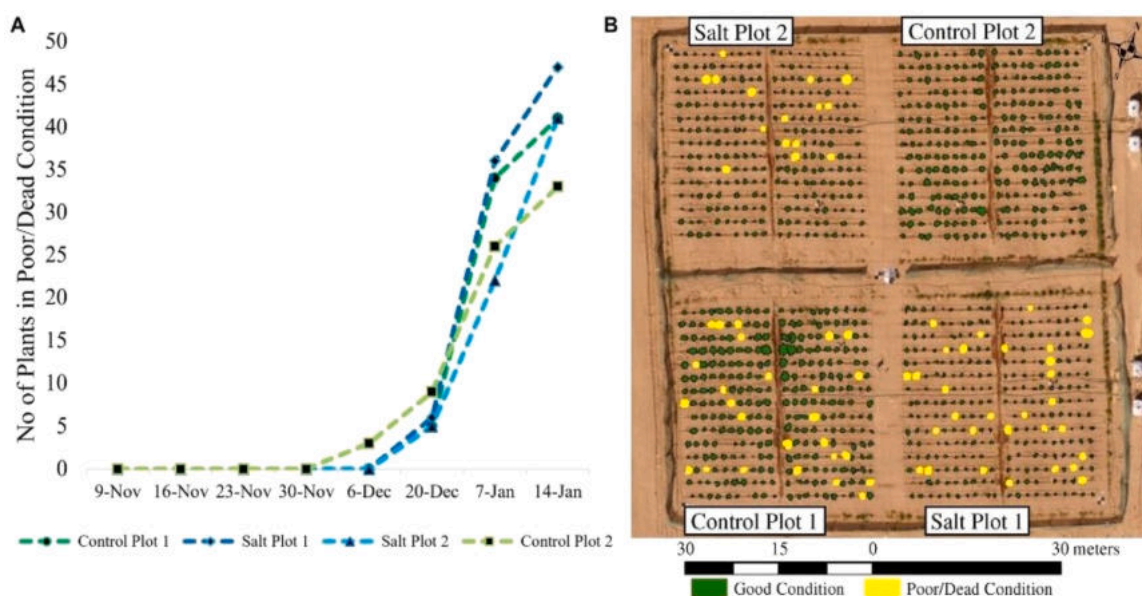 A
No of Plants in Poor/Dead Condition
50
45
40
35
30
25
20
15
10
5
0
9-Nov 16-Nov 23-Nov 30-Nov 6-Dec 20-Dec 7-Jan 14-Jan
Control Plot 1 Salt Plot 1 Salt Plot 2 Control Plot 2
B
Salt Plot 2 Control Plot 2
Control Plot 1 Salt Plot 1
30 15 0 30 meters
Good Condition Poor/Dead Condition